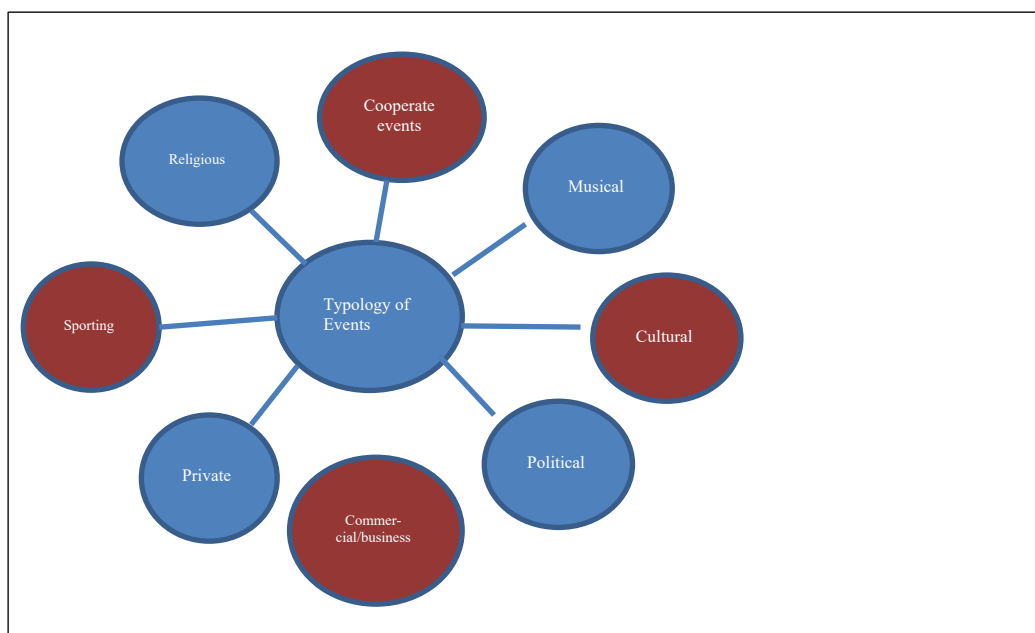 Cooperate
events
Religious
Musical
Typology of
Events
Sporting
Cultural
Private
Political
Commer-
cial/business